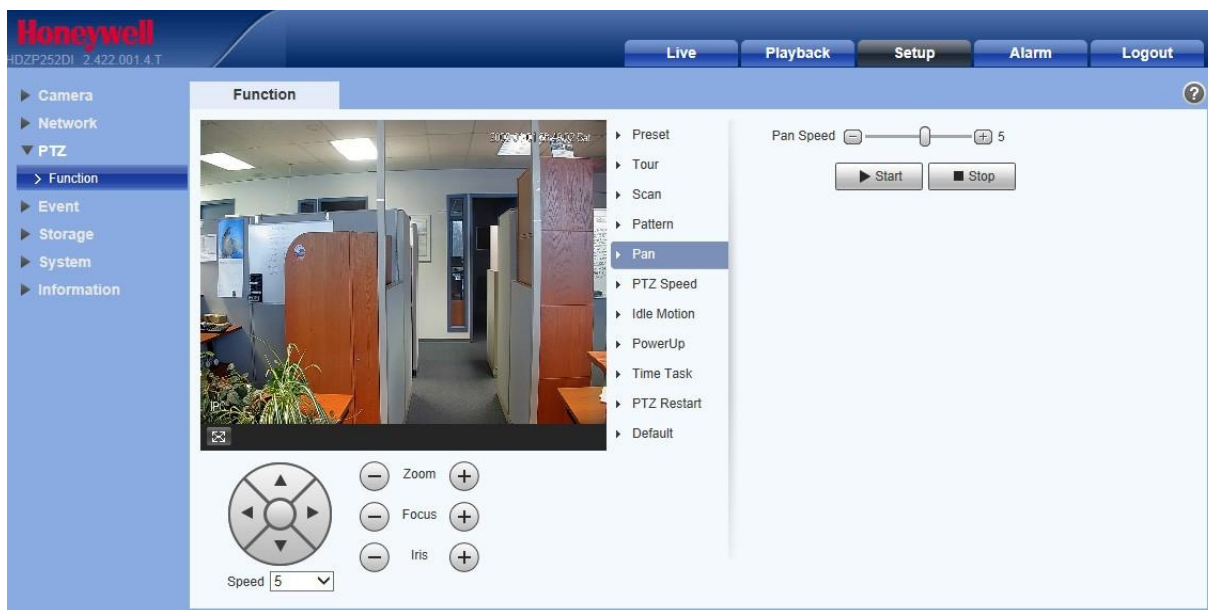 Honeywell
HDZP252DI 2.422.001.4.T
Live Playback Setup Alarm Logout
Camera
Network
PTZ
Function
Event
Storage
System
Information
Function
IPC
Preset
Tour
Scan
Pattern
Pan
PTZ Speed
Idle Motion
PowerUp
Time Task
PTZ Restart
Default
Pan Speed 5
Start Stop
Zoom
Focus
Iris
Speed 5